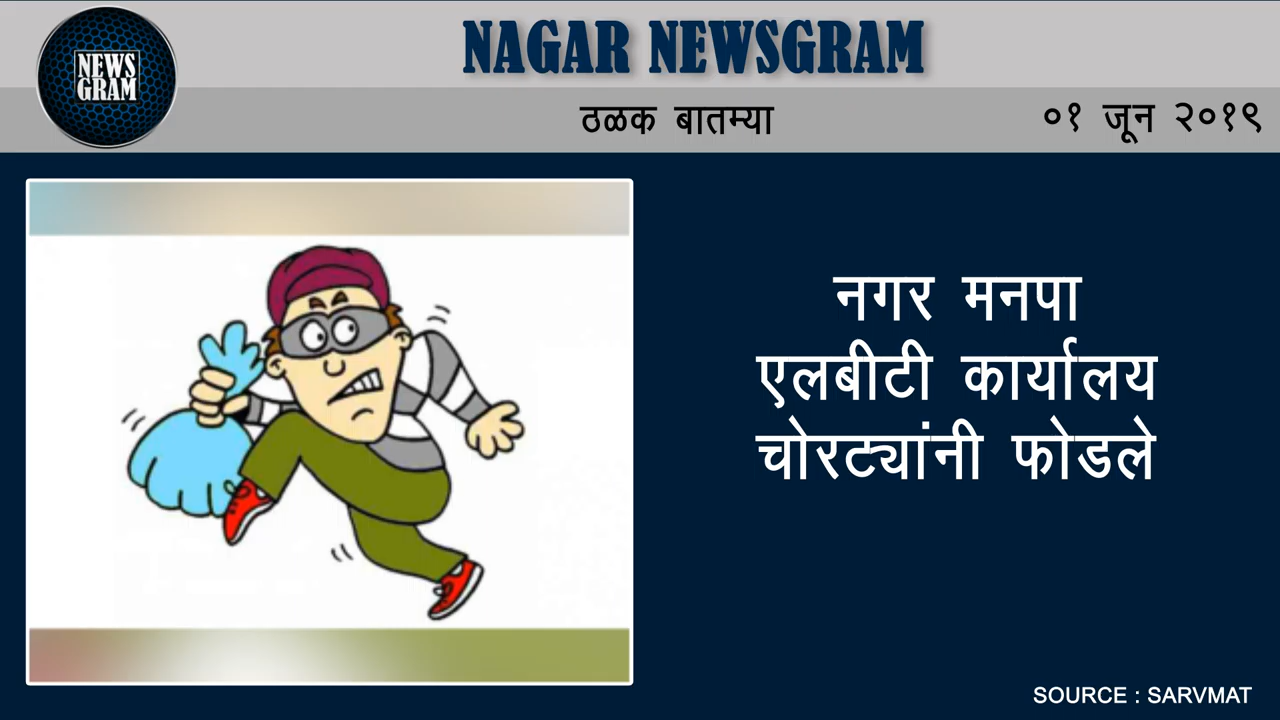 NEWS
GRAM
NAGAR NEWSGRAM
ठळक बातम्या
०१ जून २०१९
नगर मनपा
एलबीटी कार्यालय
चोरट्यांनी फोडले
SOURCE : SARVMAT